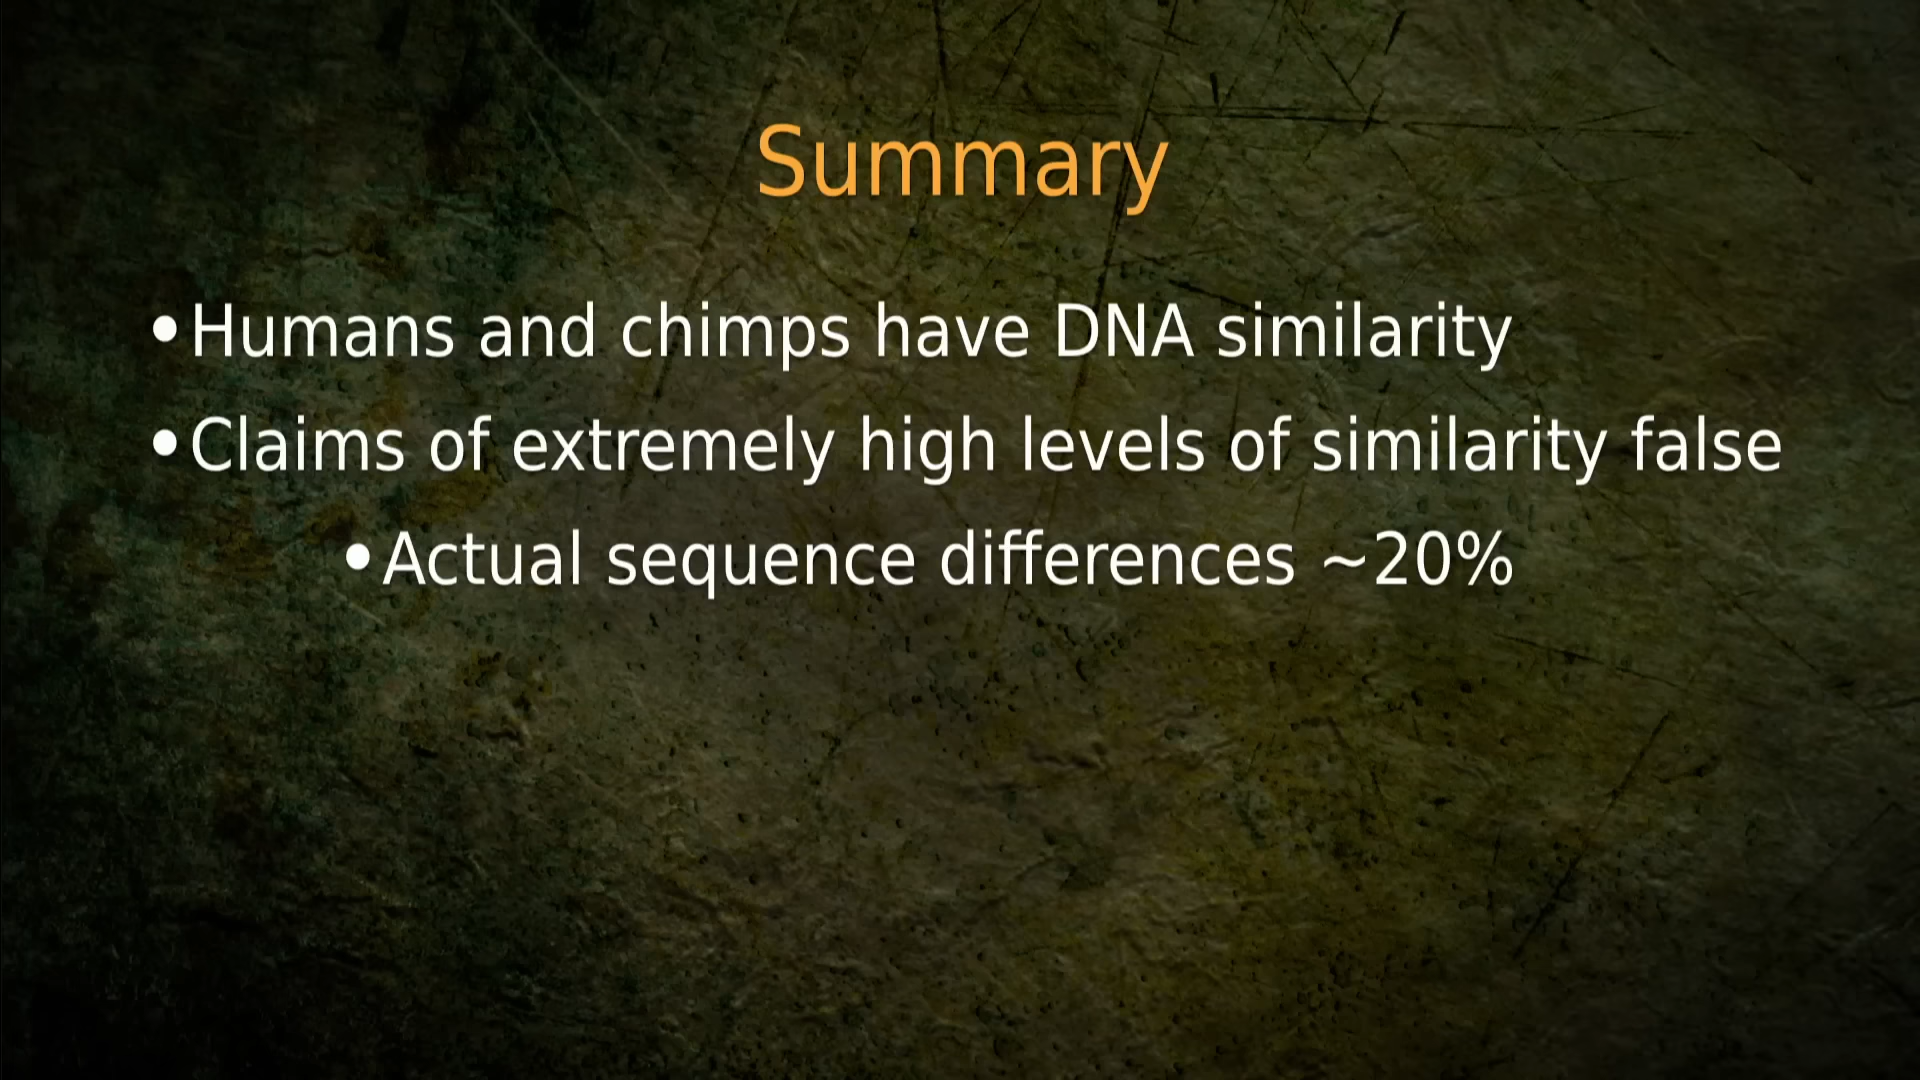 Summary
•Humans and chimps have DNA similarity
•Claims of extremely high levels of similarity false
•Actual sequence differences ~20%